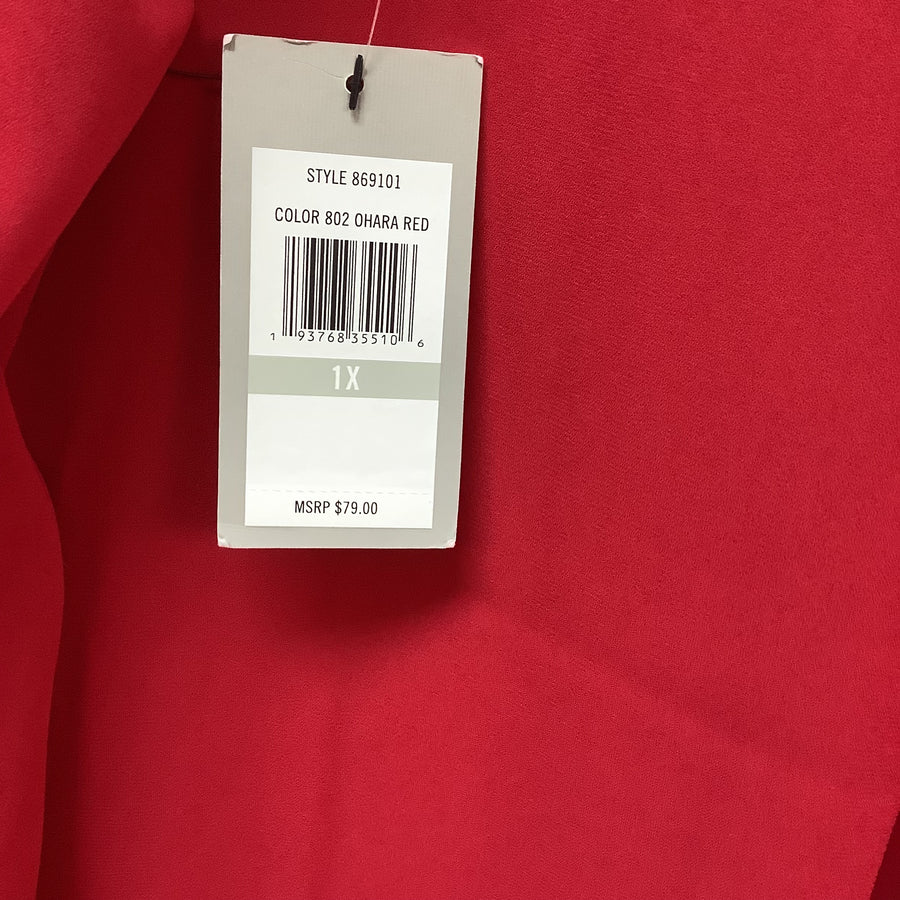 STYLE 869101
COLOR 802 OHARA RED
1 93768 35510 6
1X
MSRP $79.00